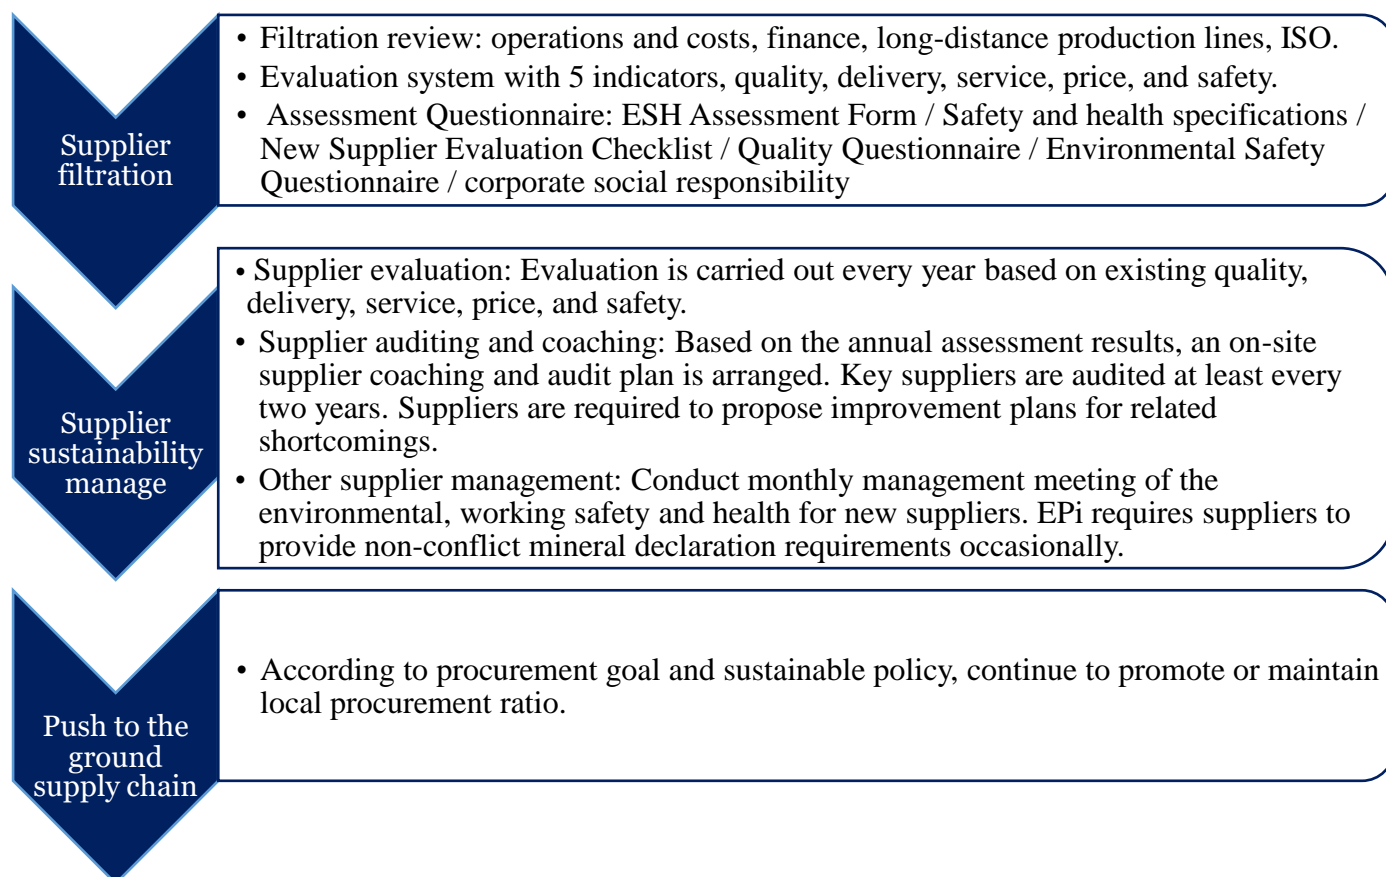 Supplier
filtration
• Filtration review: operations and costs, finance, long-distance production lines, ISO.
• Evaluation system with 5 indicators, quality, delivery, service, price, and safety.
• Assessment Questionnaire: ESH Assessment Form / Safety and health specifications /
New Supplier Evaluation Checklist / Quality Questionnaire / Environmental Safety
Questionnaire / corporate social responsibility
Supplier
sustainability
manage
• Supplier evaluation: Evaluation is carried out every year based on existing quality,
delivery, service, price, and safety.
• Supplier auditing and coaching: Based on the annual assessment results, an on-site
supplier coaching and audit plan is arranged. Key suppliers are audited at least every
two years. Suppliers are required to propose improvement plans for related
shortcomings.
• Other supplier management: Conduct monthly management meeting of the
environmental, working safety and health for new suppliers. EPi requires suppliers to
provide non-conflict mineral declaration requirements occasionally.
Push to the
ground
supply chain
• According to procurement goal and sustainable policy, continue to promote or maintain
local procurement ratio.